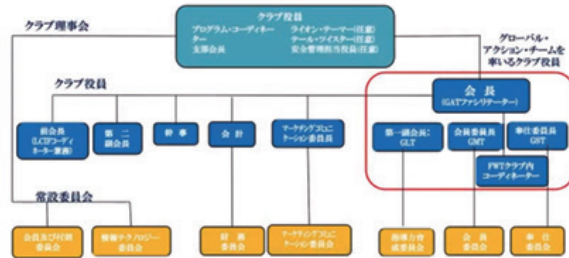 クラブ理事会
クラブ役員
プログラム・コーディネー
ター
支部会員
ライオン・テーマー(任意)
テール・ツイスター(任意)
安全管理担当役員(任意)
グローバル・
アクション・チームを
率いるクラブ役員
クラブ役員
会 長
(GATファシリテーター)
前会長
(LCIFコーディ
ネーター兼務)
第 二
副会長
幹 事
会 計
マーケティングコミュニ
ケーション委員長
第一副会長:
GLT
会員委員長
GMT
奉仕委員長
GST
FWTクラブ内
コーディネーター
常設委員会
委員会
情報テクノロジー
委員会
財 務
委員会
マーケティングコミュ
ニケーション委員会
指導力育
成委員会
会 員
委員会
奉 仕
委員会